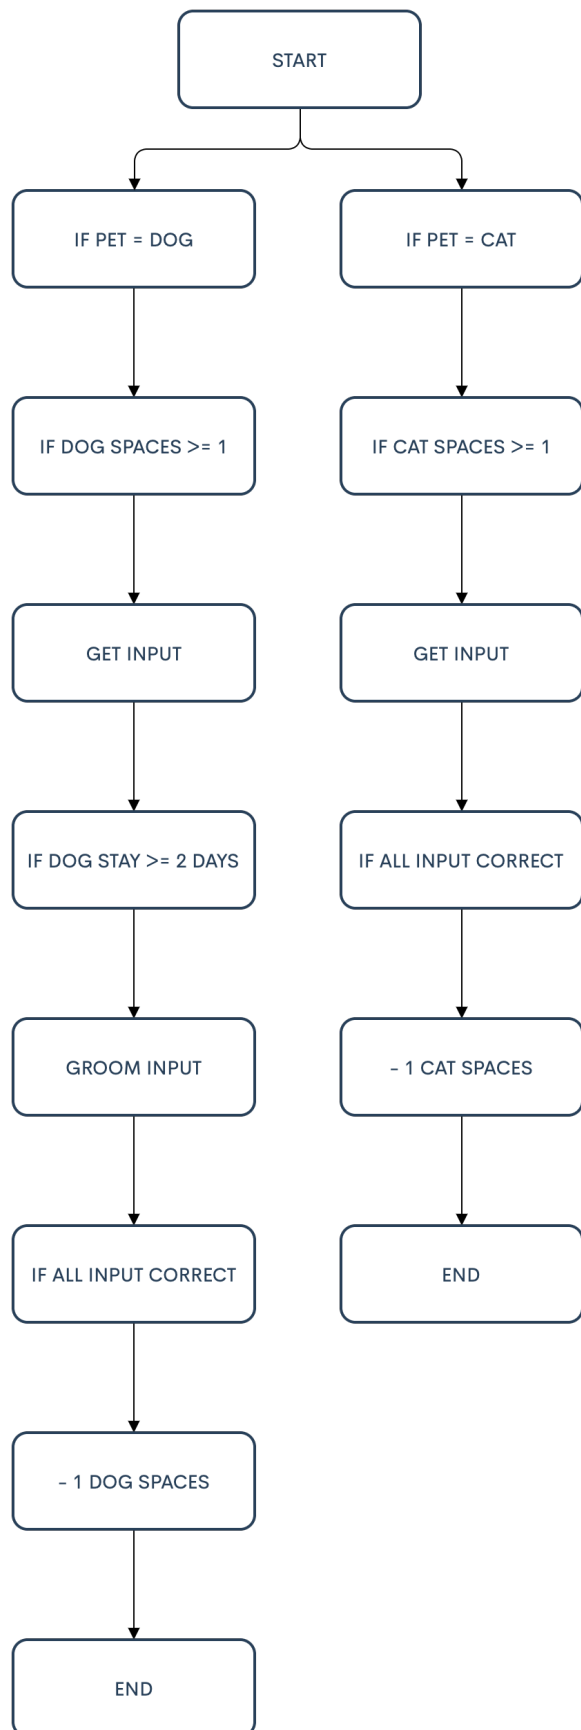 START
IF PET = DOG
IF PET = CAT
IF DOG SPACES >= 1
IF CAT SPACES >= 1
GET INPUT
GET INPUT
IF DOG STAY >= 2 DAYS
IF ALL INPUT CORRECT
GROOM INPUT
- 1 CAT SPACES
IF ALL INPUT CORRECT
END
- 1 DOG SPACES
END